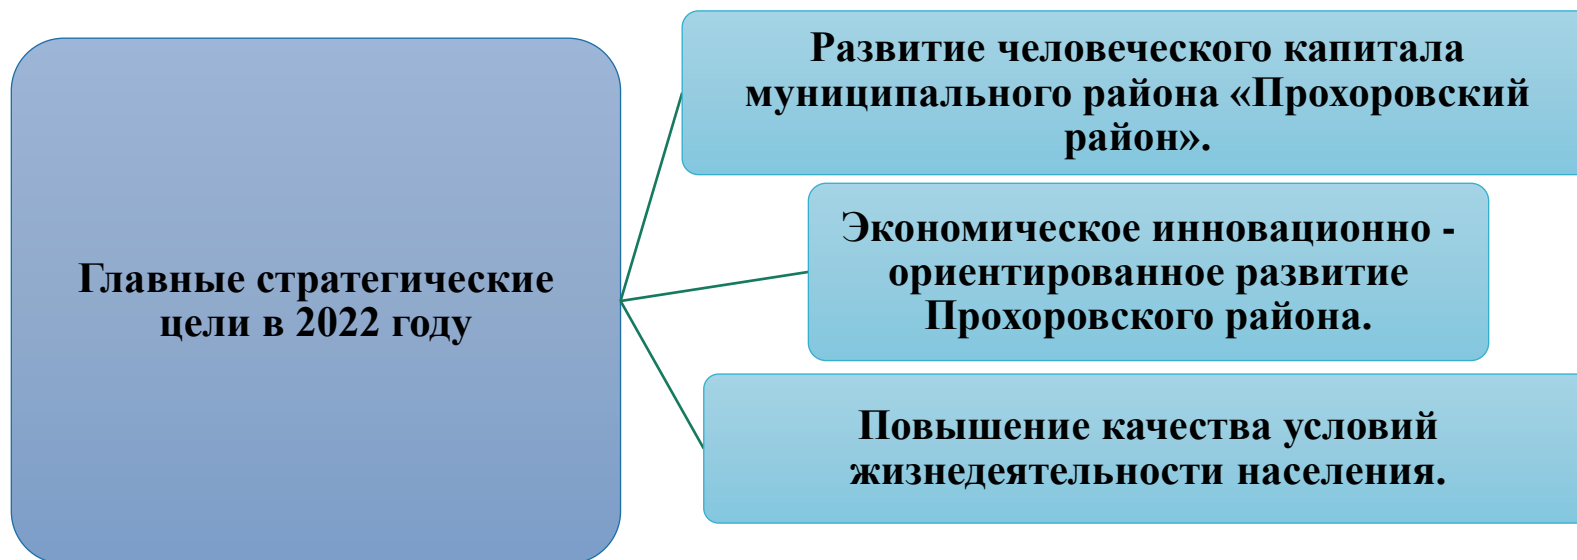 Главные стратегические
цели в 2022 году
Развитие человеческого капитала
муниципального района «Прохоровский
район».
Экономическое инновационно -
ориентированное развитие
Прохоровского района.
Повышение качества условий
жизнедеятельности населения.